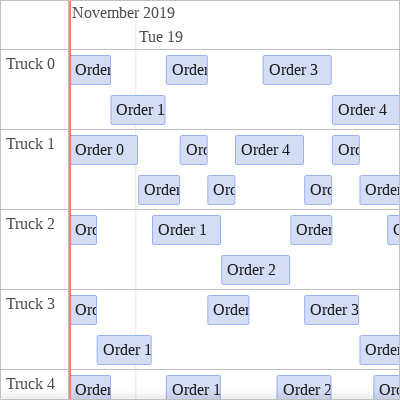 November 2019
Tue 19
Truck 0
Order Order Order 3
Order 1 Order 4
Truck 1
Order 0 Orc Order 4 Orc
Order Orc Orc Order
Truck 2
Orc Order 1 Order
Order 2
Truck 3
Orc Order Order 3
Order 1 Order
Truck 4
Order Order 1 Order 2 Orc